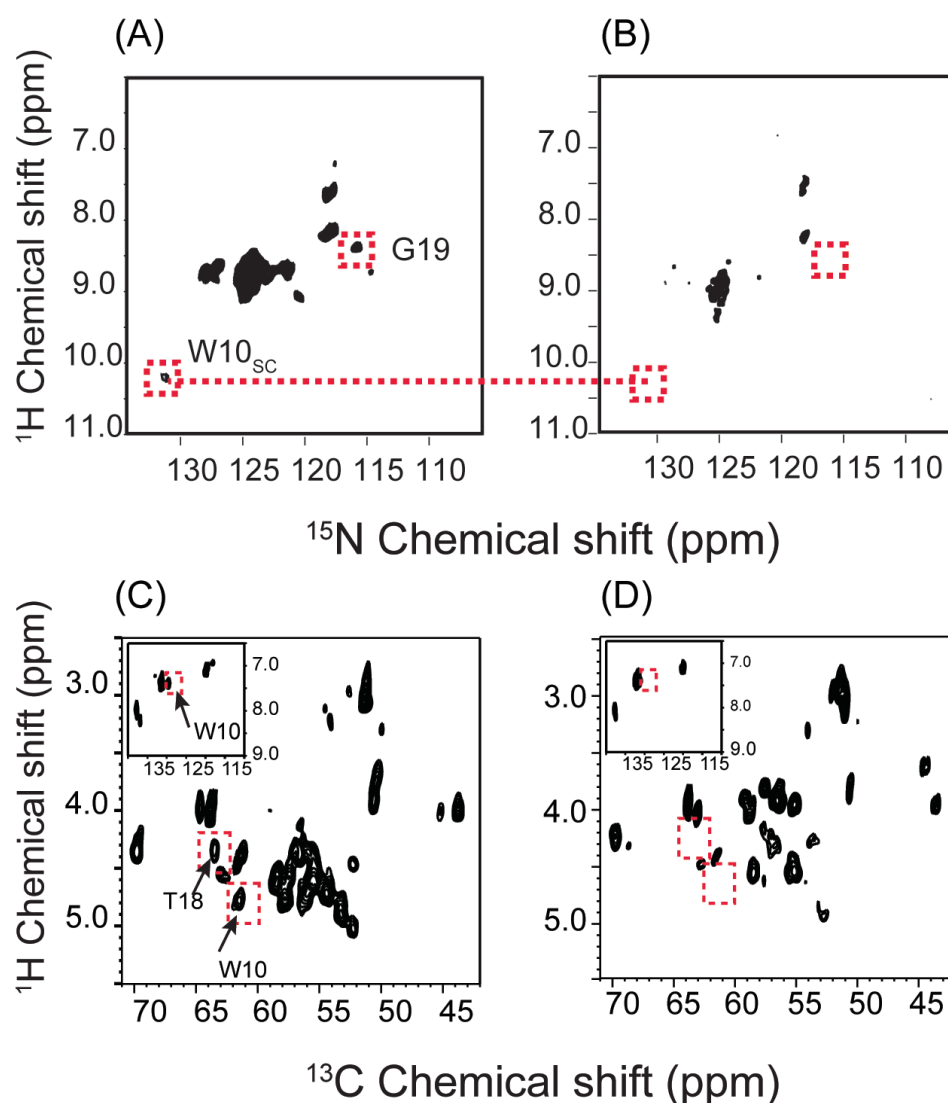 (A)
(B)
¹H Chemical shift (ppm)
7.0
8.0
9.0
10.0
11.0
G19
W10SC
130 120 115 110
7.0
8.0
9.0
10.0
11.0
130 120 115 110
¹⁵N Chemical shift (ppm)
(C)
(D)
¹H Chemical shift (ppm)
3.0
4.0
5.0
7.0
8.0
9.0
135 125 115
W10
T18
W10
70 65 60 55 50 45
3.0
4.0
5.0
7.0
8.0
9.0
135 125 115
70 65 60 55 50 45
¹³C Chemical shift (ppm)